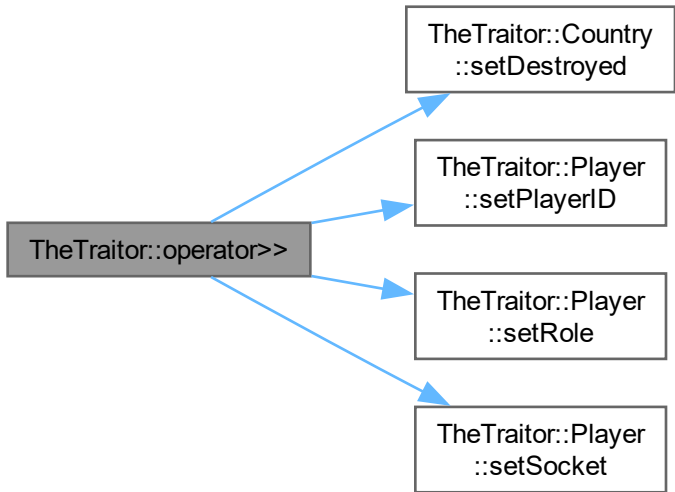 TheTraitor::Country
::setDestroyed
TheTraitor::Player
::setPlayerID
TheTraitor::operator>>
TheTraitor::Player
::setRole
TheTraitor::Player
::setSocket